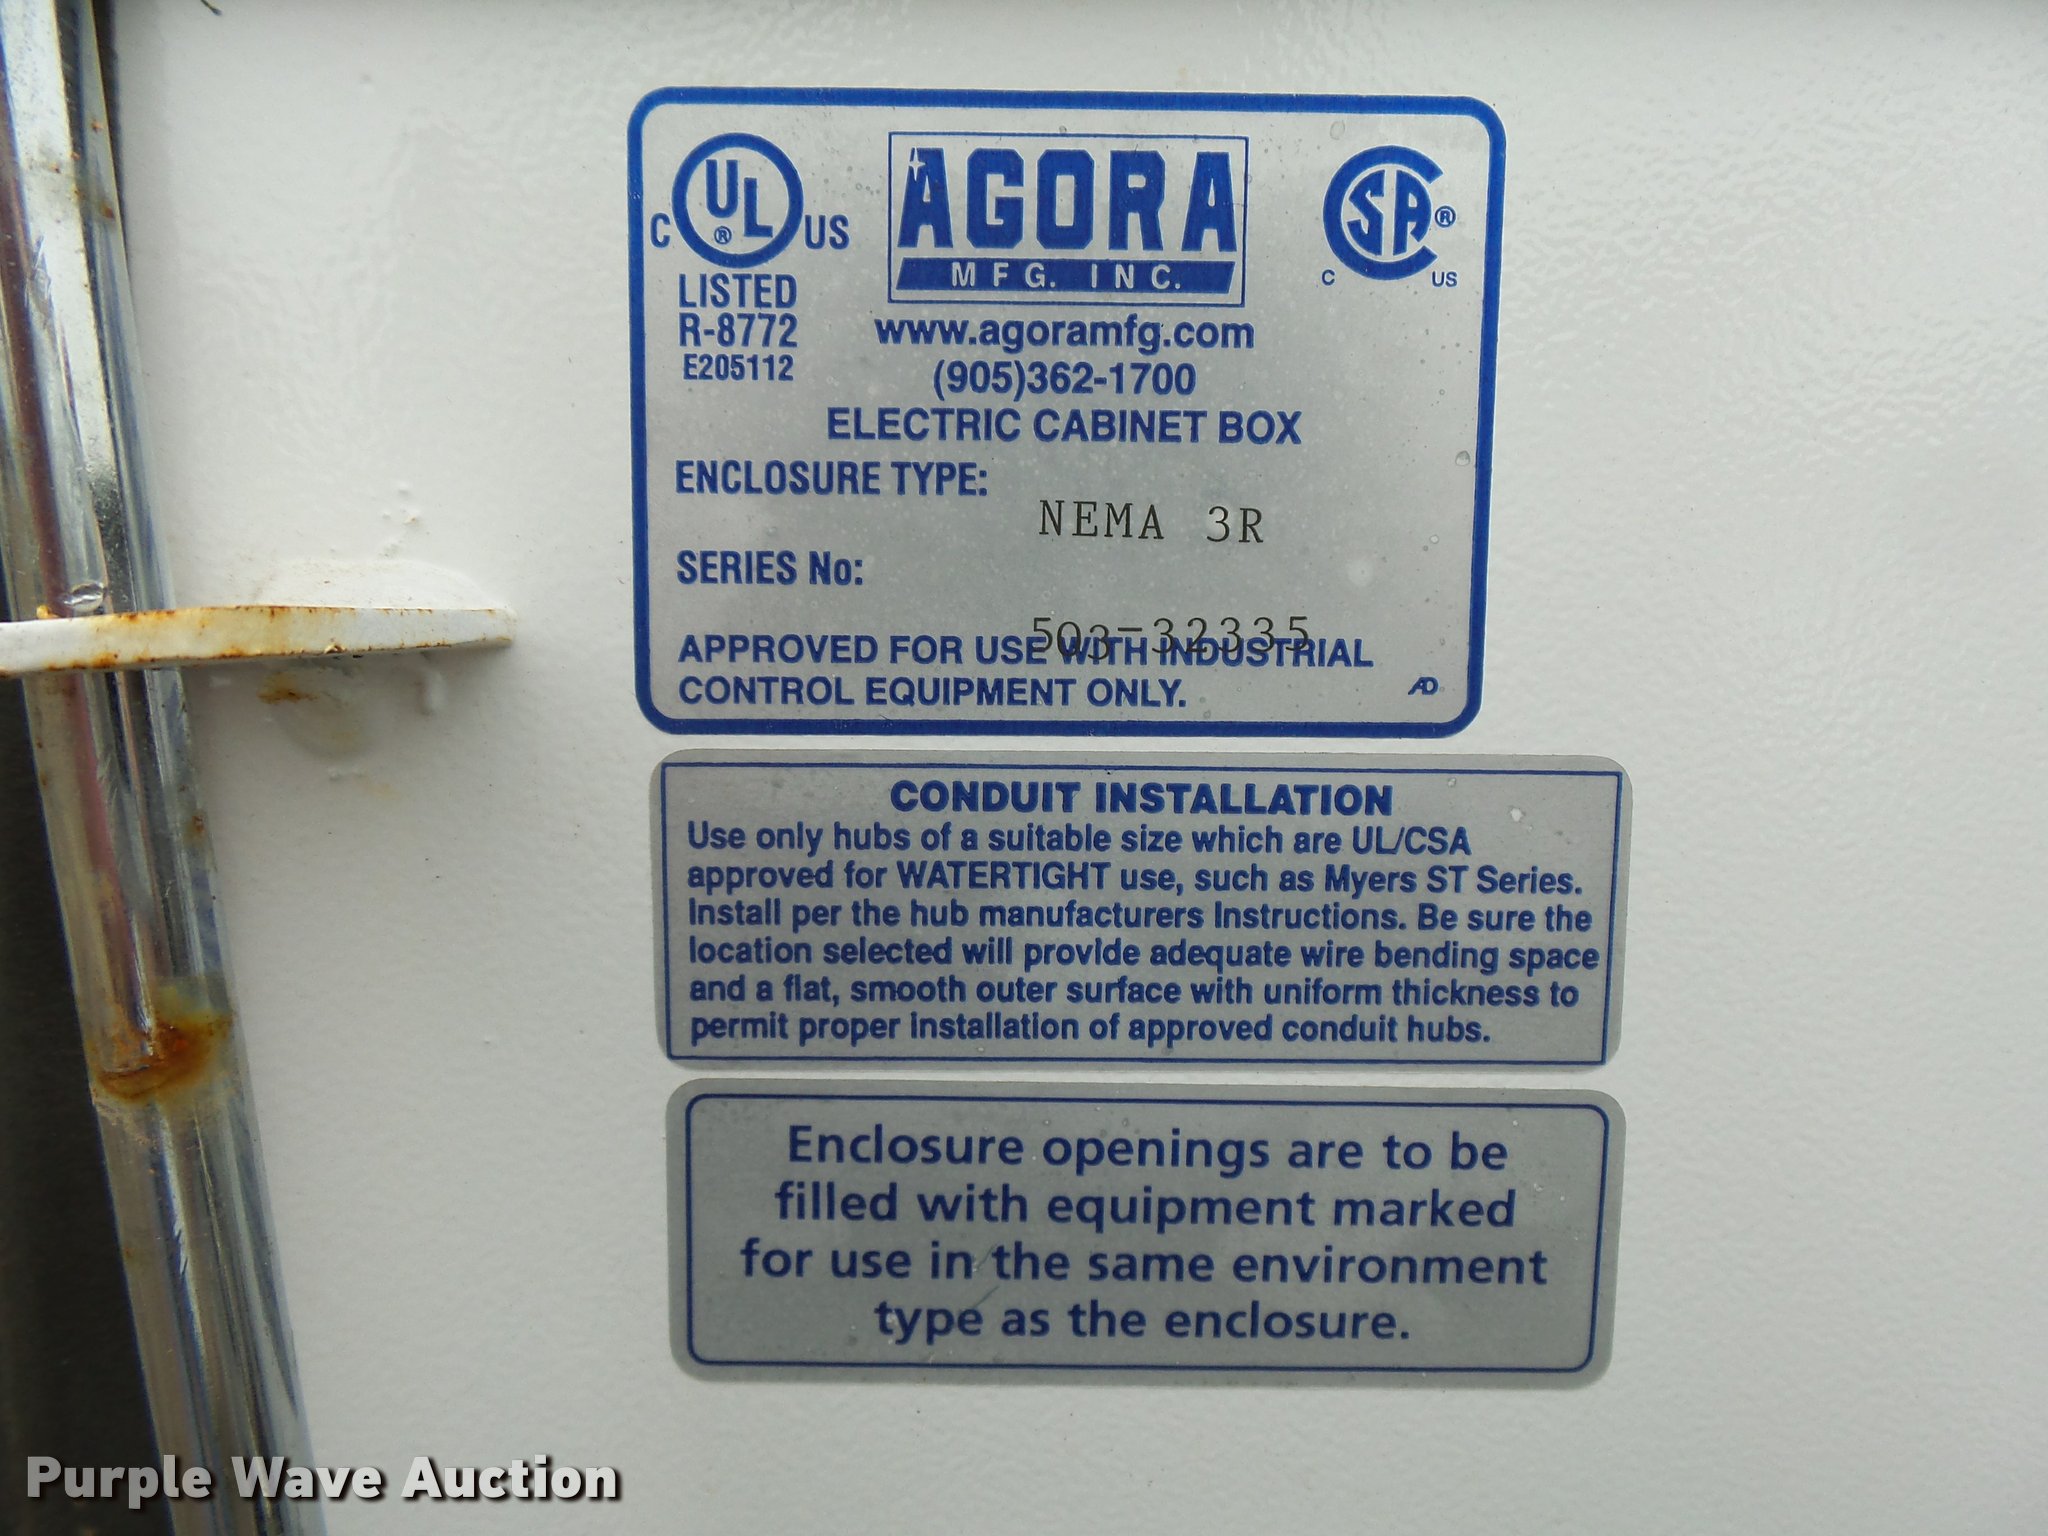 C UL ® US
LISTED
R-8772
E205112
AGORA
MFG. INC.
CSA ®
C US
www.agoramfg.com
(905)362-1700
ELECTRIC CABINET BOX
ENCLOSURE TYPE:
NEMA 3R
SERIES No:
503-32335
APPROVED FOR USE WITH INDUSTRIAL
CONTROL EQUIPMENT ONLY.
AD
CONDUIT INSTALLATION
Use only hubs of a suitable size which are UL/CSA
approved for WATERTIGHT use, such as Myers ST Series.
Install per the hub manufacturers Instructions. Be sure the
location selected will provide adequate wire bending space
and a flat, smooth outer surface with uniform thickness to
permit proper installation of approved conduit hubs.
Enclosure openings are to be
filled with equipment marked
for use in the same environment
type as the enclosure.
Purple Wave Auction